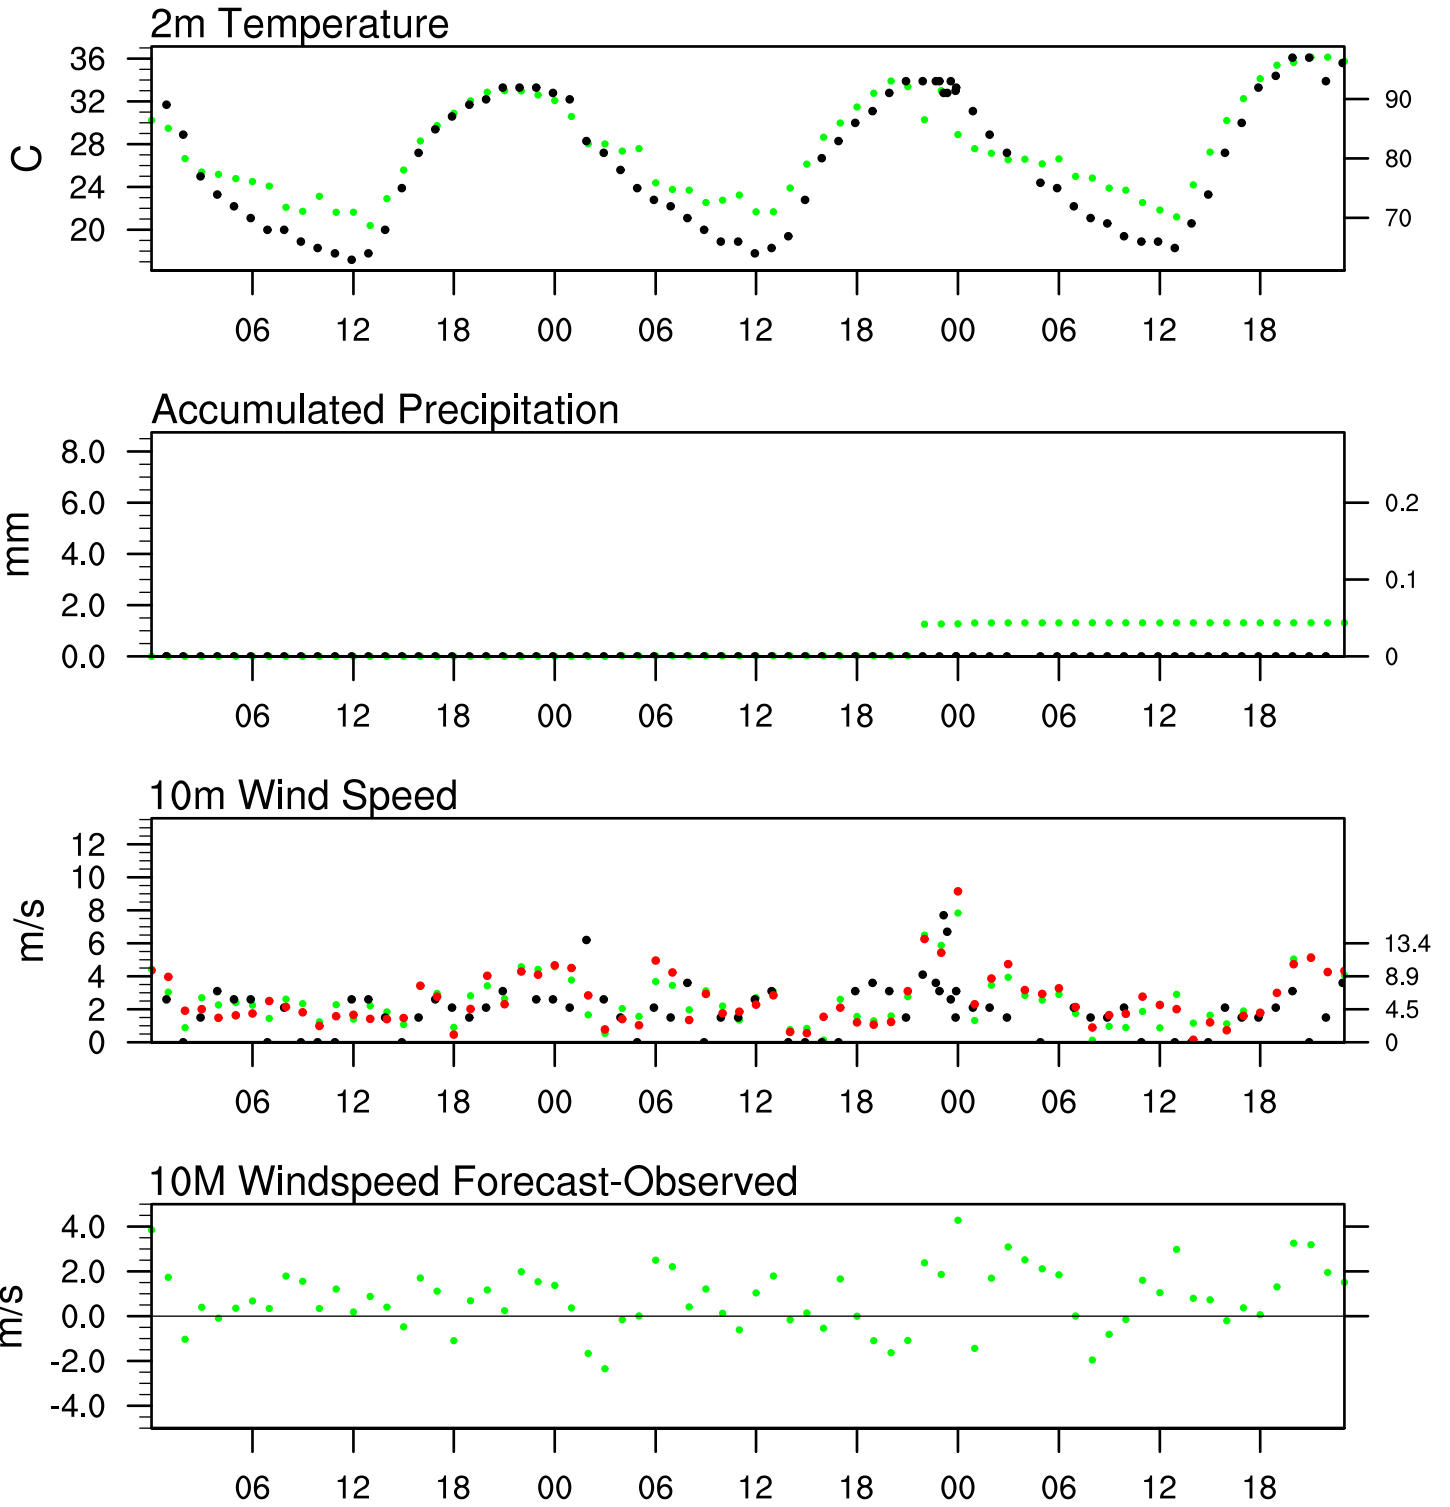 2m Temperature
36
32
28
24
20
C
90
80
70
06 12 18 00 06 12 18 00 06 12 18
Accumulated Precipitation
8.0
6.0
4.0
2.0
0.0
mm
0.2
0.1
0
06 12 18 00 06 12 18 00 06 12 18
10m Wind Speed
12
10
8
6
4
2
0
m/s
13.4
8.9
4.5
0
06 12 18 00 06 12 18 00 06 12 18
10M Windspeed Forecast-Observed
4.0
2.0
0.0
-2.0
-4.0
m/s
06 12 18 00 06 12 18 00 06 12 18